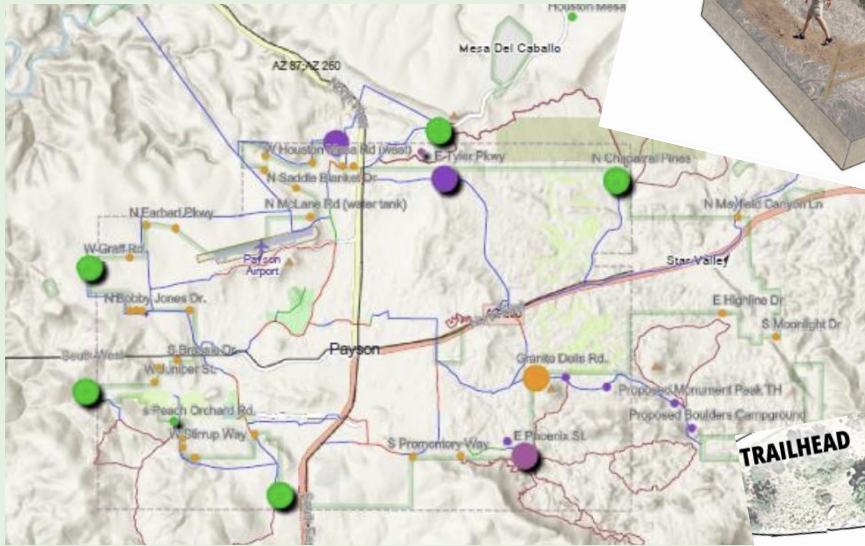 Houston Mesa
Mesa Del Caballo
AZ 87;AZ 260
W Houston Mesa Rd (west)
E Tyler Pkwy
N Chaparral Pines
N Saddle Blanket Dr
N McLane Rd (water tank)
N Mayfield Canyon Ln
N Earhart Pkwy
W Graff Rd.
Payson
Airport
Star Valley
N Bobby Jones Dr.
E Highline Dr
S Moonlight Dr
South West
Payson
Granite Dells Rd.
W Juniper St.
Proposed Monument Peak TH
s Peach Orchard Rd.
Proposed Boulders Campground
W Stirrup Way
S Promontory Way
E Phoenix St.
TRAILHEAD